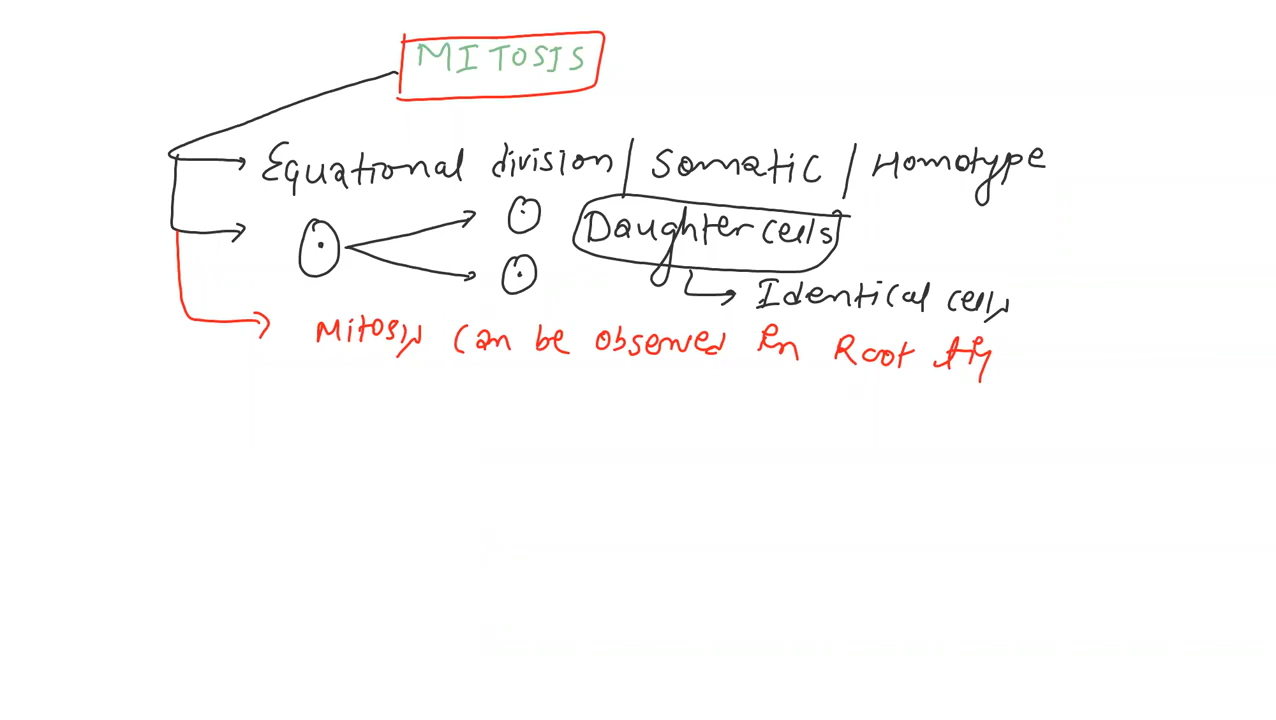 MITOSIS
Equational division / Somatic / Homotype
Daughter cells
Identical cells
Mitosis can be observed in Root tip